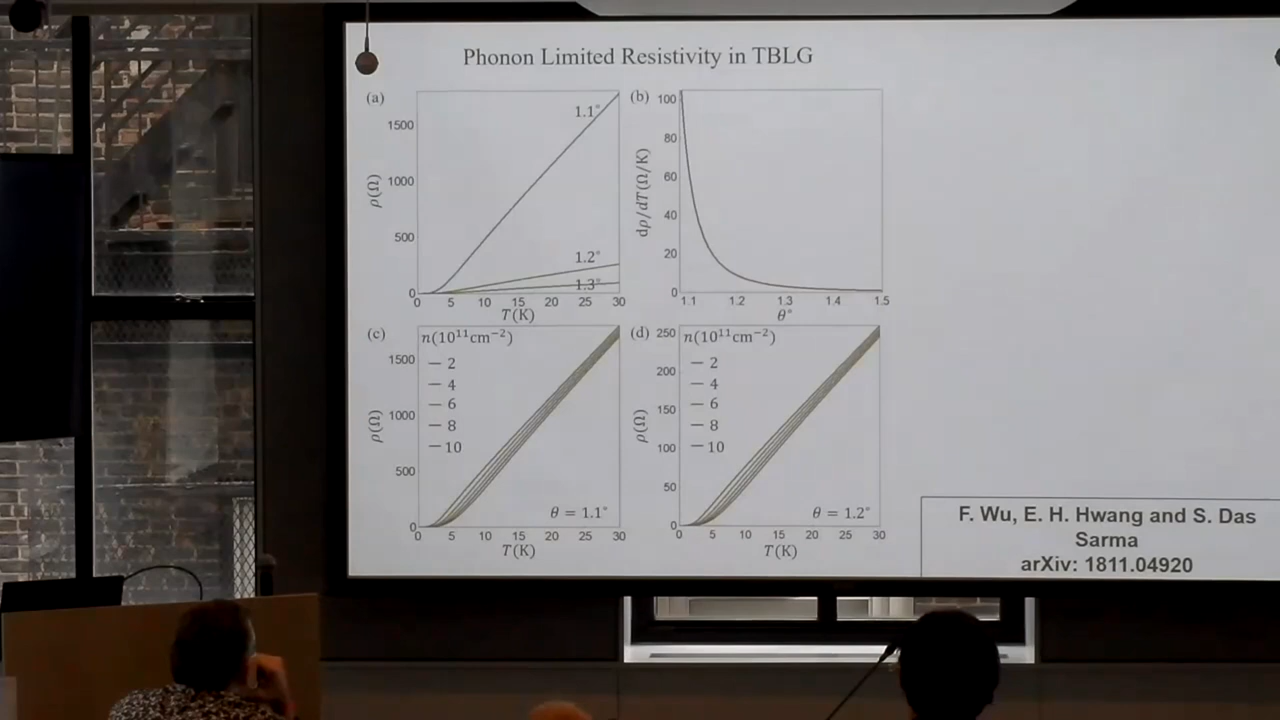 Phonon Limited Resistivity in TBLG
(a)
1500
1000
500
0
ρ(Ω)
1.1°
1.2°
1.3°
0 5 10 15 20 25 30
T(K)
(b)
100
80
60
40
20
0
dρ/dT(Ω/K)
1.1 1.2 1.3 1.4 1.5
θ°
(c)
1500
1000
500
0
ρ(Ω)
n(10¹¹cm⁻²)
2
4
6
8
10
θ = 1.1°
0 5 10 15 20 25 30
T(K)
(d)
250
200
150
100
50
0
ρ(Ω)
n(10¹¹cm⁻²)
2
4
6
8
10
θ = 1.2°
0 5 10 15 20 25 30
T(K)
F. Wu, E. H. Hwang and S. Das
Sarma
arXiv: 1811.04920